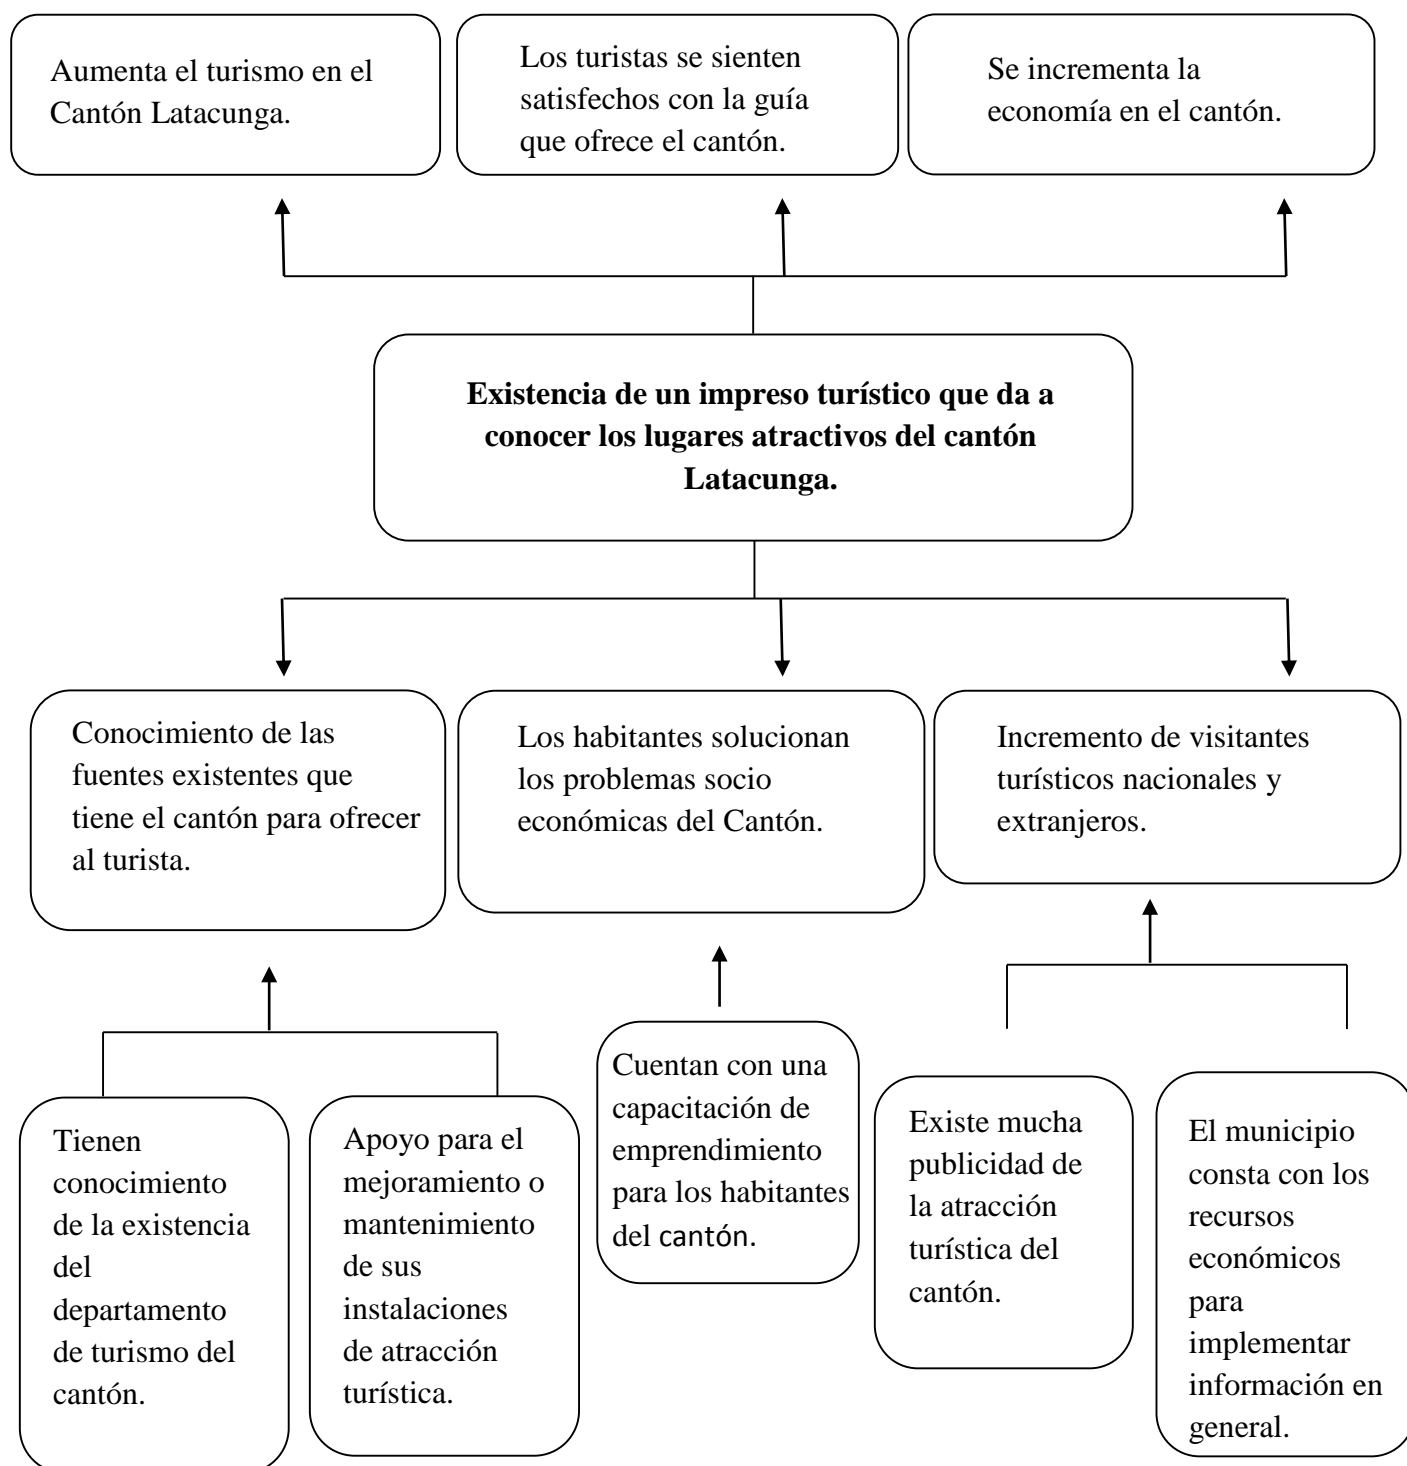 Aumenta el turismo en el
Cantón Latacunga.
Los turistas se sienten
satisfechos con la guía
que ofrece el cantón.
Se incrementa la
economía en el cantón.
Existencia de un impreso turístico que da a
conocer los lugares atractivos del cantón
Latacunga.
Conocimiento de las
fuentes existentes que
tiene el cantón para ofrecer
al turista.
Los habitantes solucionan
los problemas socio
económicas del Cantón.
Incremento de visitantes
turísticos nacionales y
extranjeros.
Tienen
conocimiento
de la existencia
del
departamento
de turismo del
cantón.
Apoyo para el
mejoramiento o
mantenimiento
de sus
instalaciones
de atracción
turística.
Cuentan con una
capacitación de
emprendimiento
para los habitantes
del cantón.
Existe mucha
publicidad de
la atracción
turística del
cantón.
El municipio
consta con los
recursos
económicos
para
implementar
información en
general.